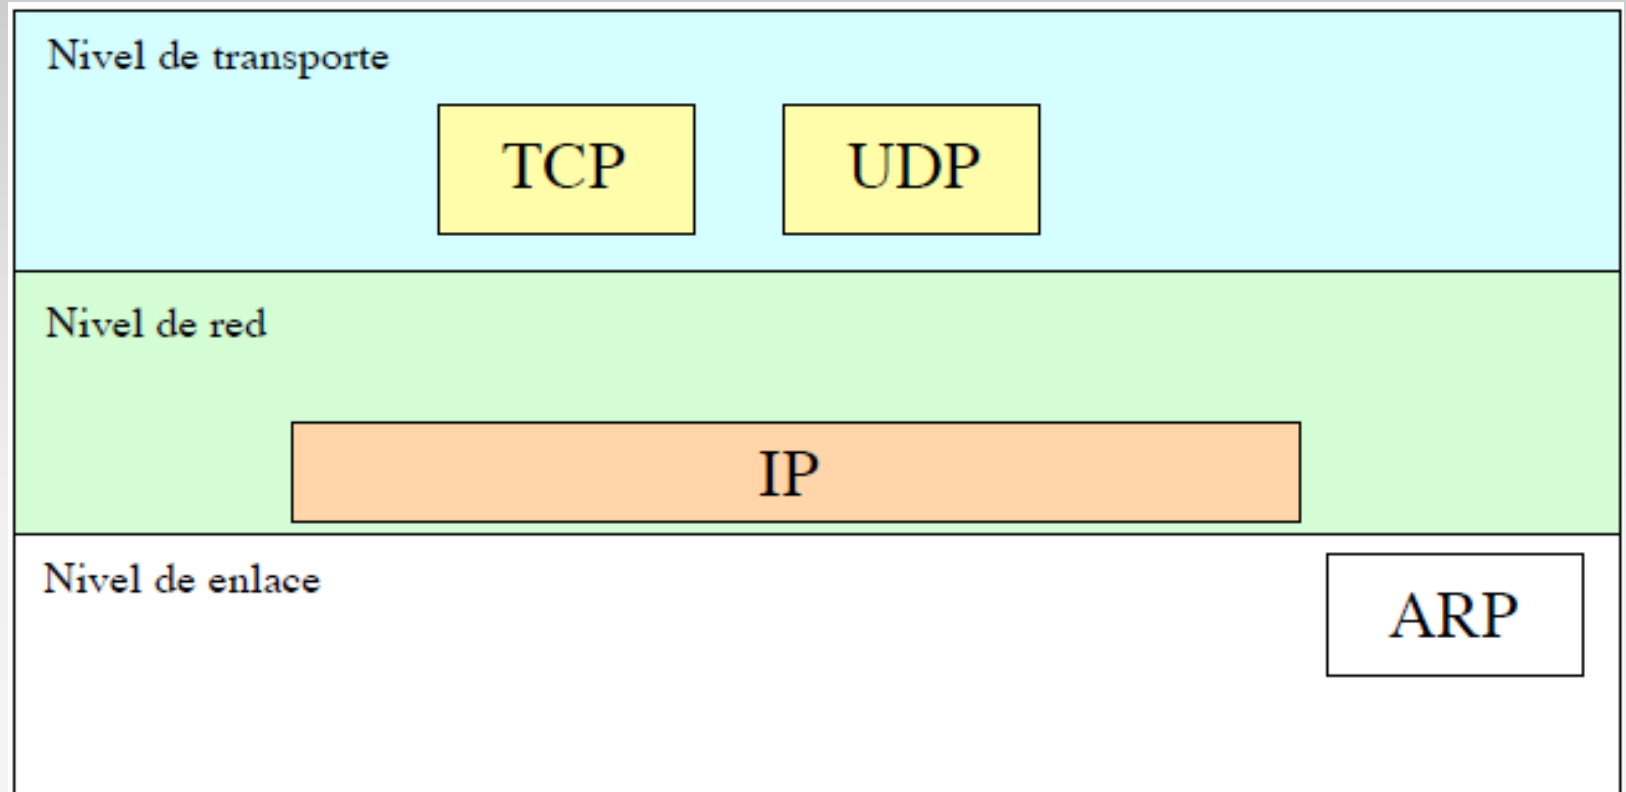 Nivel de transporte
TCP
UDP
Nivel de red
IP
Nivel de enlace
ARP